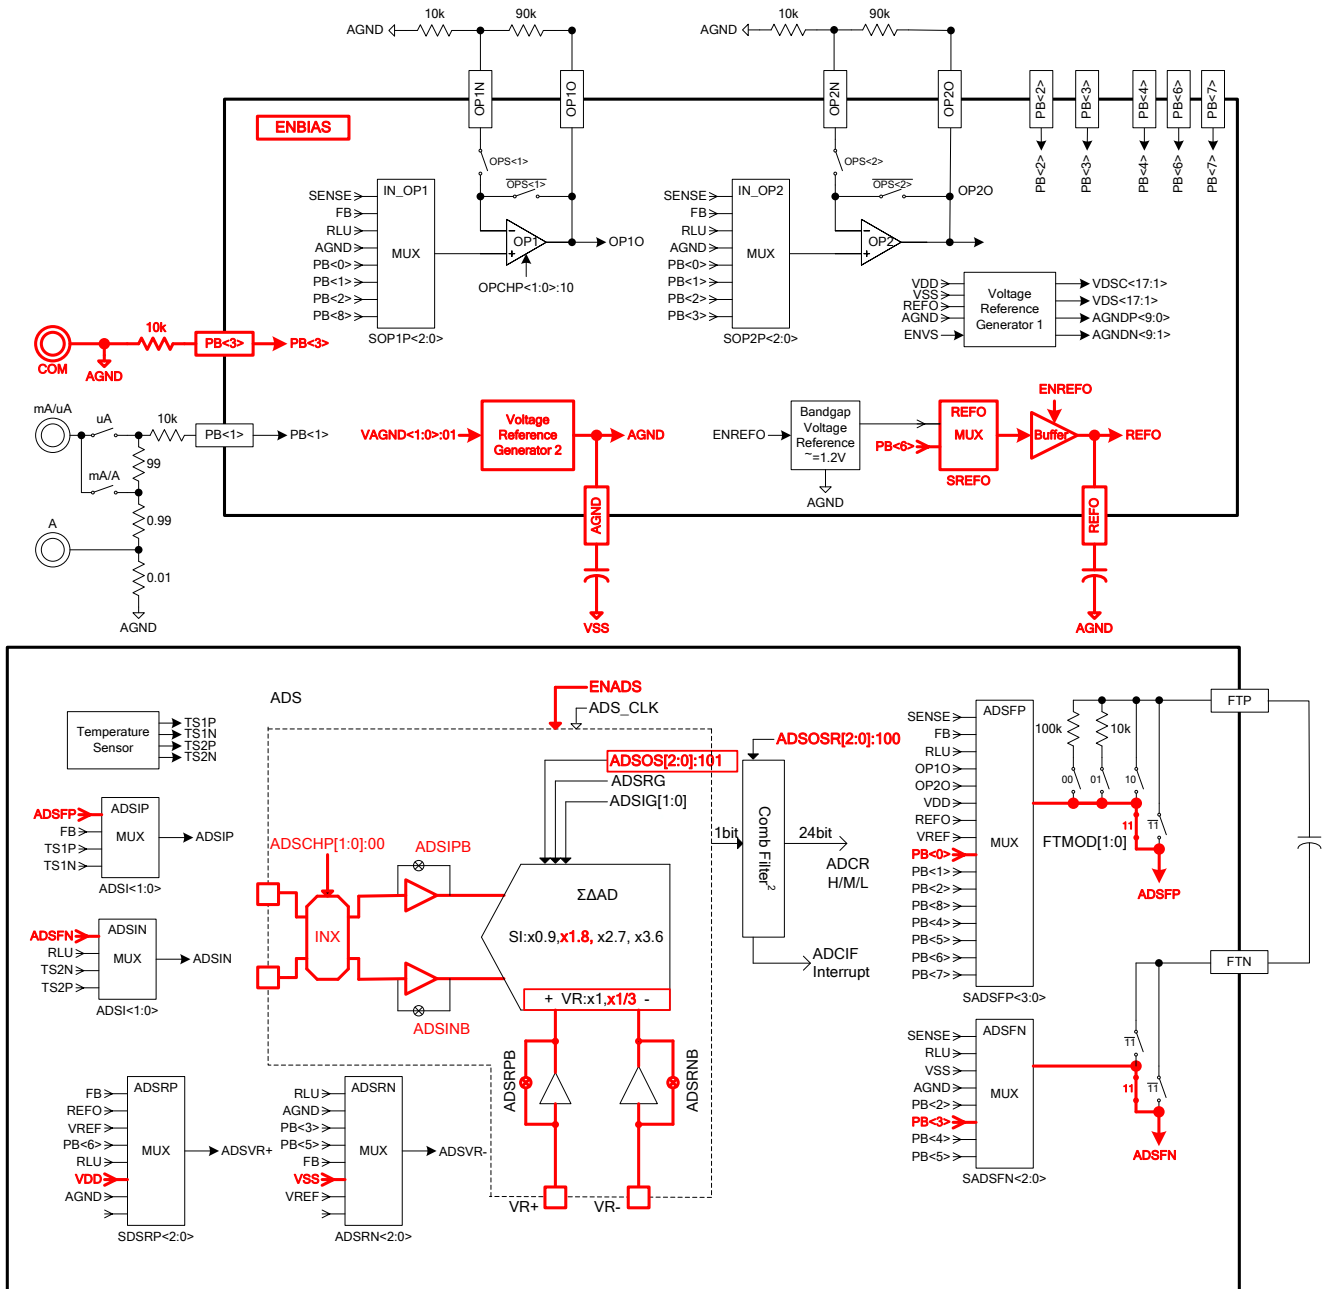 10k
90k
AGND
10k
90k
AGND
OP1N
OP1O
OP2N
OP2O
PB<2>
PB<3>
PB<4>
PB<6>
PB<7>
ENBIAS
OPS<1>
OPS<1>
OPS<2>
OPS<2>
PB<2>
PB<3>
PB<4>
PB<6>
PB<7>
IN_OP1
MUX
SENSE
FB
RLU
AGND
PB<0>
PB<1>
PB<2>
PB<8>
SOP1P<2:0>
OP1
OP1O
OPCHP<1:0>:10
IN_OP2
MUX
SENSE
FB
RLU
AGND
PB<0>
PB<1>
PB<2>
PB<3>
SOP2P<2:0>
OP2
OP2O
VDD
VSS
REFO
AGND
ENVS
Voltage
Reference
Generator 1
VDSC<17:1>
VDS<17:1>
AGNDP<9:0>
AGNDN<9:1>
COM
AGND
10k
PB<3>
PB<3>
mA/uA
uA
10k
PB<1>
PB<1>
99
mA/A
0.99
A
0.01
AGND
VAGND<1:0>:01
Voltage
Reference
Generator 2
AGND
AGND
VSS
ENREFO
Bandgap
Voltage
Reference
~=1.2V
AGND
PB<6>
REFO
MUX
SREFO
ENREFO
Buffer
REFO
REFO
AGND
ADS
ENADS
ADS_CLK
Temperature
Sensor
TS1P
TS1N
TS2P
TS2N
ADSFP
FB
TS1P
TS1N
ADSIP
MUX
ADSIP
ADSI<1:0>
ADSFN
RLU
TS2N
TS2P
ADSIN
MUX
ADSIN
ADSI<1:0>
ADSCHP[1:0]:00
INX
ADSIPB
ADSINB
ADSOS[2:0]:101
ADSRG
ADSIG[1:0]
ΣΔAD
SI:x0.9,x1.8, x2.7, x3.6
+ VR:x1,x1/3 -
ADSRPB
ADSRNB
VR+
VR-
ADSOSR[2:0]:100
1bit
Comb Filter²
24bit
ADCR
H/M/L
ADCIF
Interrupt
FB
REFO
VREF
PB<6>
RLU
VDD
AGND
ADSRP
MUX
ADSVR+
SDSRP<2:0>
RLU
AGND
PB<3>
PB<5>
FB
VSS
VREF
ADSRN
MUX
ADSVR-
ADSRN<2:0>
SENSE
FB
RLU
OP1O
OP2O
VDD
REFO
VREF
PB<0>
PB<1>
PB<2>
PB<8>
PB<4>
PB<5>
PB<6>
PB<7>
ADSFP
MUX
SADSFP<3:0>
100k
10k
00
01
10
11
11
FTMOD[1:0]
ADSFP
FTP
FTN
SENSE
RLU
VSS
AGND
PB<2>
PB<3>
PB<4>
PB<5>
ADSFN
MUX
SADSFN<2:0>
11
11
11
ADSFN